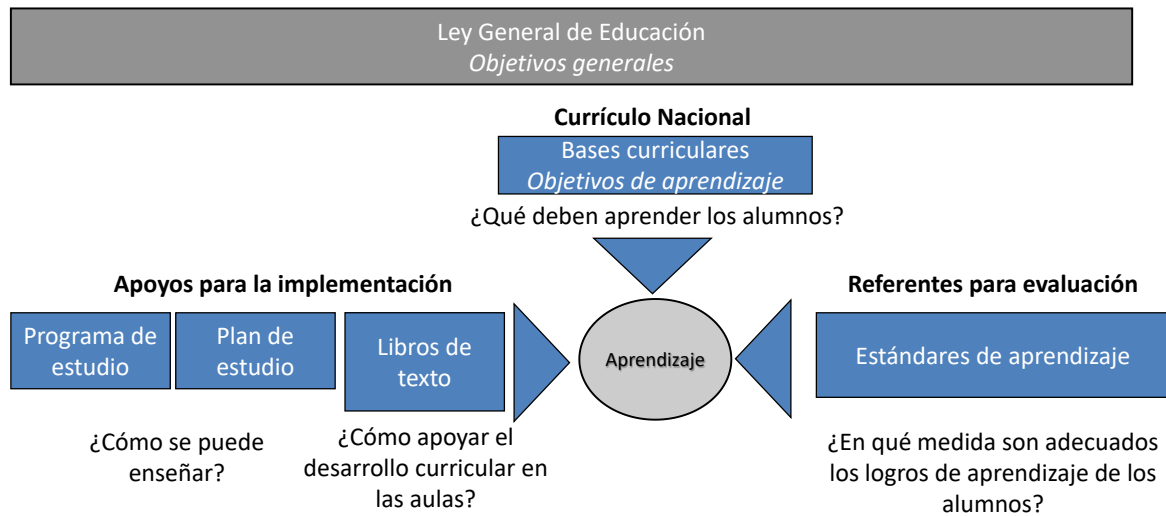 Ley General de Educación
Objetivos generales
Currículo Nacional
Bases curriculares
Objetivos de aprendizaje
¿Qué deben aprender los alumnos?
Apoyos para la implementación
Programa de
estudio
Plan de
estudio
Libros de
texto
¿Cómo se puede
enseñar?
¿Cómo apoyar el
desarrollo curricular en
las aulas?
Aprendizaje
Referentes para evaluación
Estándares de aprendizaje
¿En qué medida son adecuados
los logros de aprendizaje de los
alumnos?